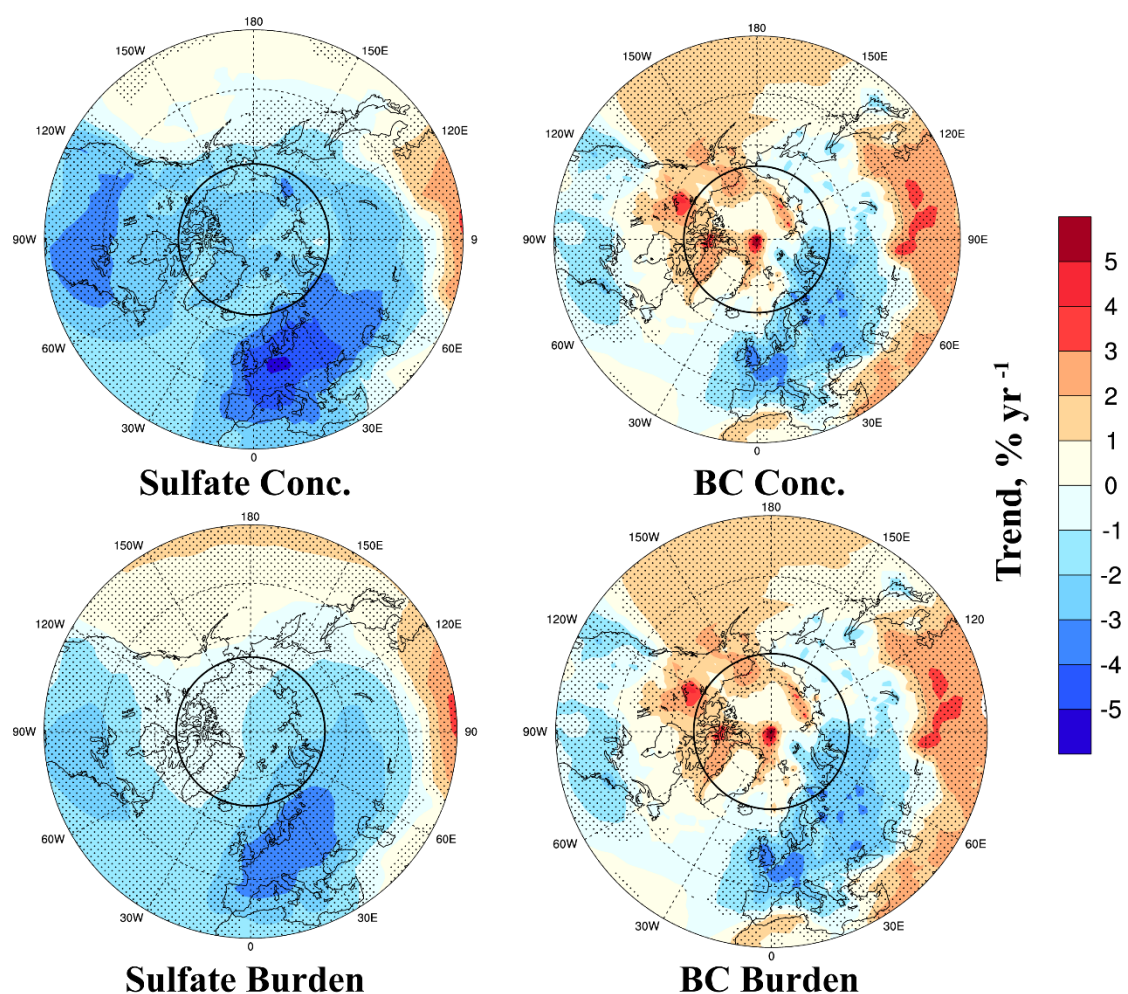 180
150W
150E
120W
120E
90W
9
60W
60E
30W
30E
0
Sulfate Conc.
180
150W
150E
120W
120E
90W
90E
60W
60E
30W
30E
0
BC Conc.
180
150W
150E
120W
120E
90W
90
60W
60E
30W
30E
0
Sulfate Burden
180
150W
150E
120W
120
90W
90E
60W
60E
30W
30E
0
BC Burden
Trend, % yr -1
5
4
3
2
1
0
-1
-2
-3
-4
-5